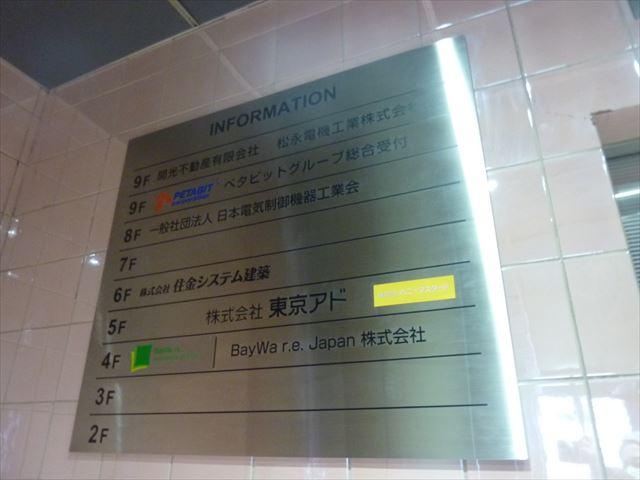 INFORMATION
9F 開光不動産有限会社 松永電機工業株式会社
9F PETABIT corporation ペタビットグループ総合受付
8F 一般社団法人 日本電気制御機器工業会
7F
6F 株式会社 住金システム建築
5F 株式会社 東京アド
4F BayWa r.e. Japan 株式会社
3F
2F